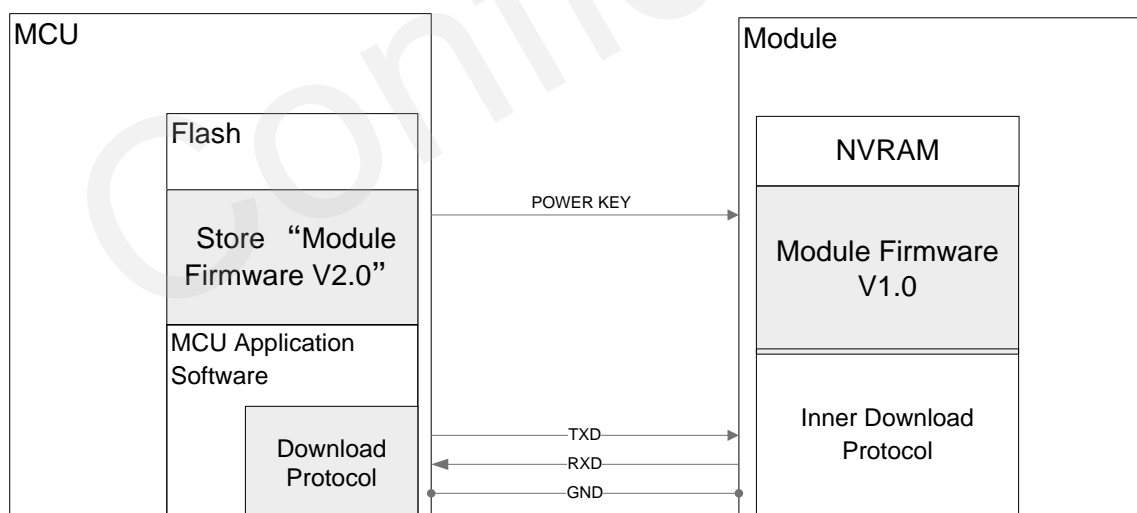 MCU
Module
Flash
NVRAM
POWER KEY
Store “Module
Firmware V2.0”
Module Firmware
V1.0
MCU Application
Software
Download
Protocol
Inner Download
Protocol
TXD
RXD
GND